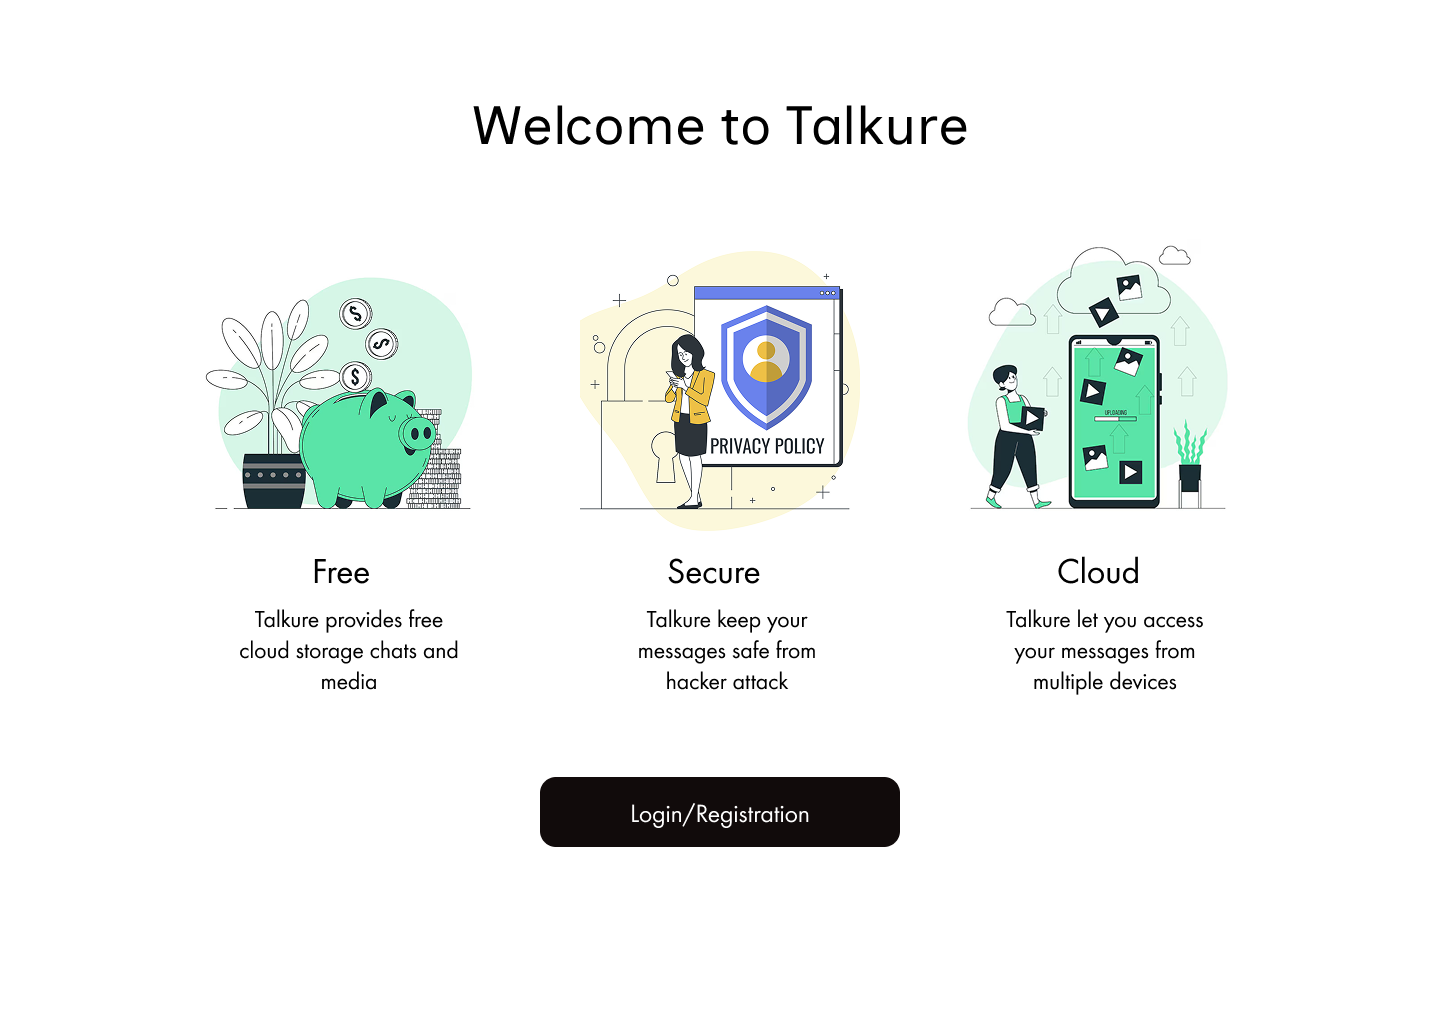 Welcome to Talkure
$
$
$
PRIVACY POLICY
UPLOADING
Free
Secure
Cloud
Talkure provides free
cloud storage chats and
media
Talkure keep your
messages safe from
hacker attack
Talkure let you access
your messages from
multiple devices
Login/Registration